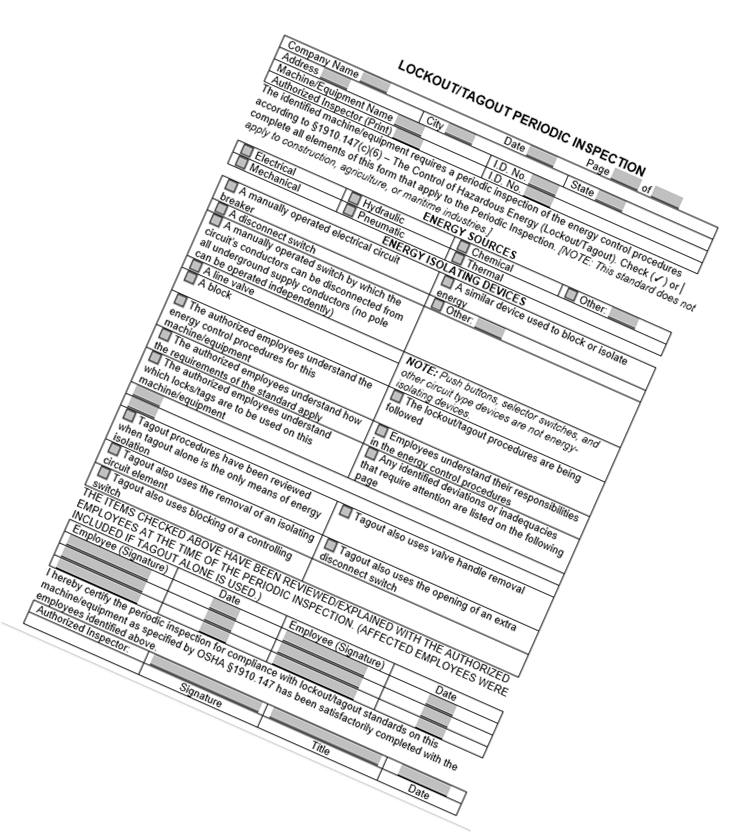 LOCKOUT/TAGOUT PERIODIC INSPECTION
Company Name
Date
Page of
Address
City
State
Machine/Equipment Name
I.D. No.
Authorized Inspector (Print)
I.D. No.
The identified machine/equipment requires a periodic inspection of the energy control procedures
according to §1910.147(c)(6) – The Control of Hazardous Energy (Lockout/Tagout). Check (✓) or
complete all elements of this form that apply to the Periodic Inspection. [NOTE: This standard does not
apply to construction, agriculture, or maritime industries.]
ENERGY SOURCES
Electrical
Hydraulic
Chemical
Other:
Mechanical
Pneumatic
Thermal
ENERGY ISOLATING DEVICES
A manually operated electrical circuit
breaker
A similar device used to block or isolate
energy
A disconnect switch
Other:
A manually operated switch by which the
circuit's conductors can be disconnected from
all underground supply conductors (no pole
can be operated independently)
A line valve
NOTE: Push buttons, selector switches, and
other circuit type devices are not energy-
isolating devices.
A block
The authorized employees understand the
energy control procedures for this
machine/equipment
The lockout/tagout procedures are being
followed
The authorized employees understand how
the requirements of the standard apply
Employees understand their responsibilities
in the energy control procedures
The authorized employees understand
which locks/tags are to be used on this
machine/equipment
Any identified deviations or inadequacies
that require attention are listed on the following
page
Tagout procedures have been reviewed
when tagout alone is the only means of energy
isolation
Tagout also uses valve handle removal
Tagout also uses the removal of an isolating
circuit element
Tagout also uses the opening of an extra
disconnect switch
Tagout also uses blocking of a controlling
switch
THE ITEMS CHECKED ABOVE HAVE BEEN REVIEWED/EXPLAINED WITH THE AUTHORIZED
EMPLOYEES AT THE TIME OF THE PERIODIC INSPECTION. (AFFECTED EMPLOYEES WERE
INCLUDED IF TAGOUT ALONE IS USED.)
Employee (Signature)
Date
Employee (Signature)
Date
I hereby certify the periodic inspection for compliance with lockout/tagout standards on this
machine/equipment as specified by OSHA §1910.147 has been satisfactorily completed with the
employees identified above.
Authorized Inspector:
Signature
Title
Date